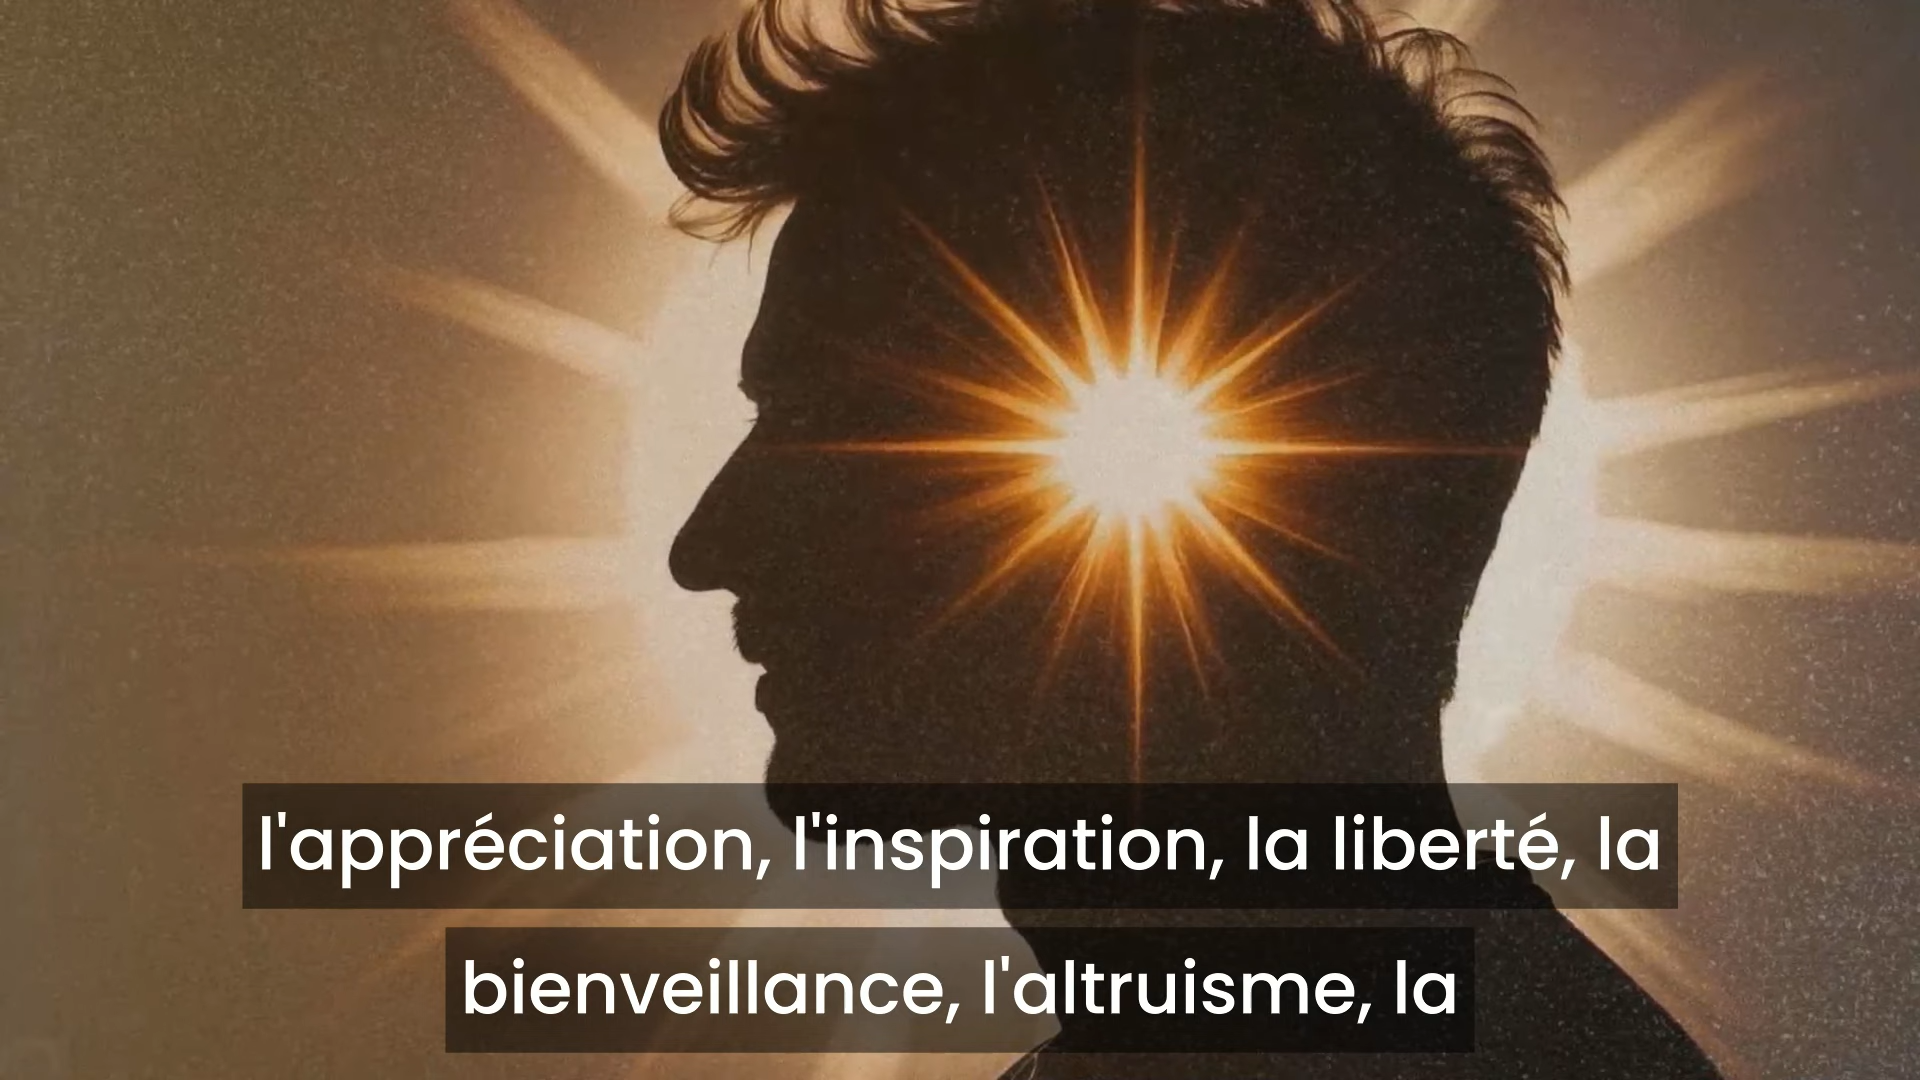 l'appréciation, l'inspiration, la liberté, la
bienveillance, l'altruisme, la